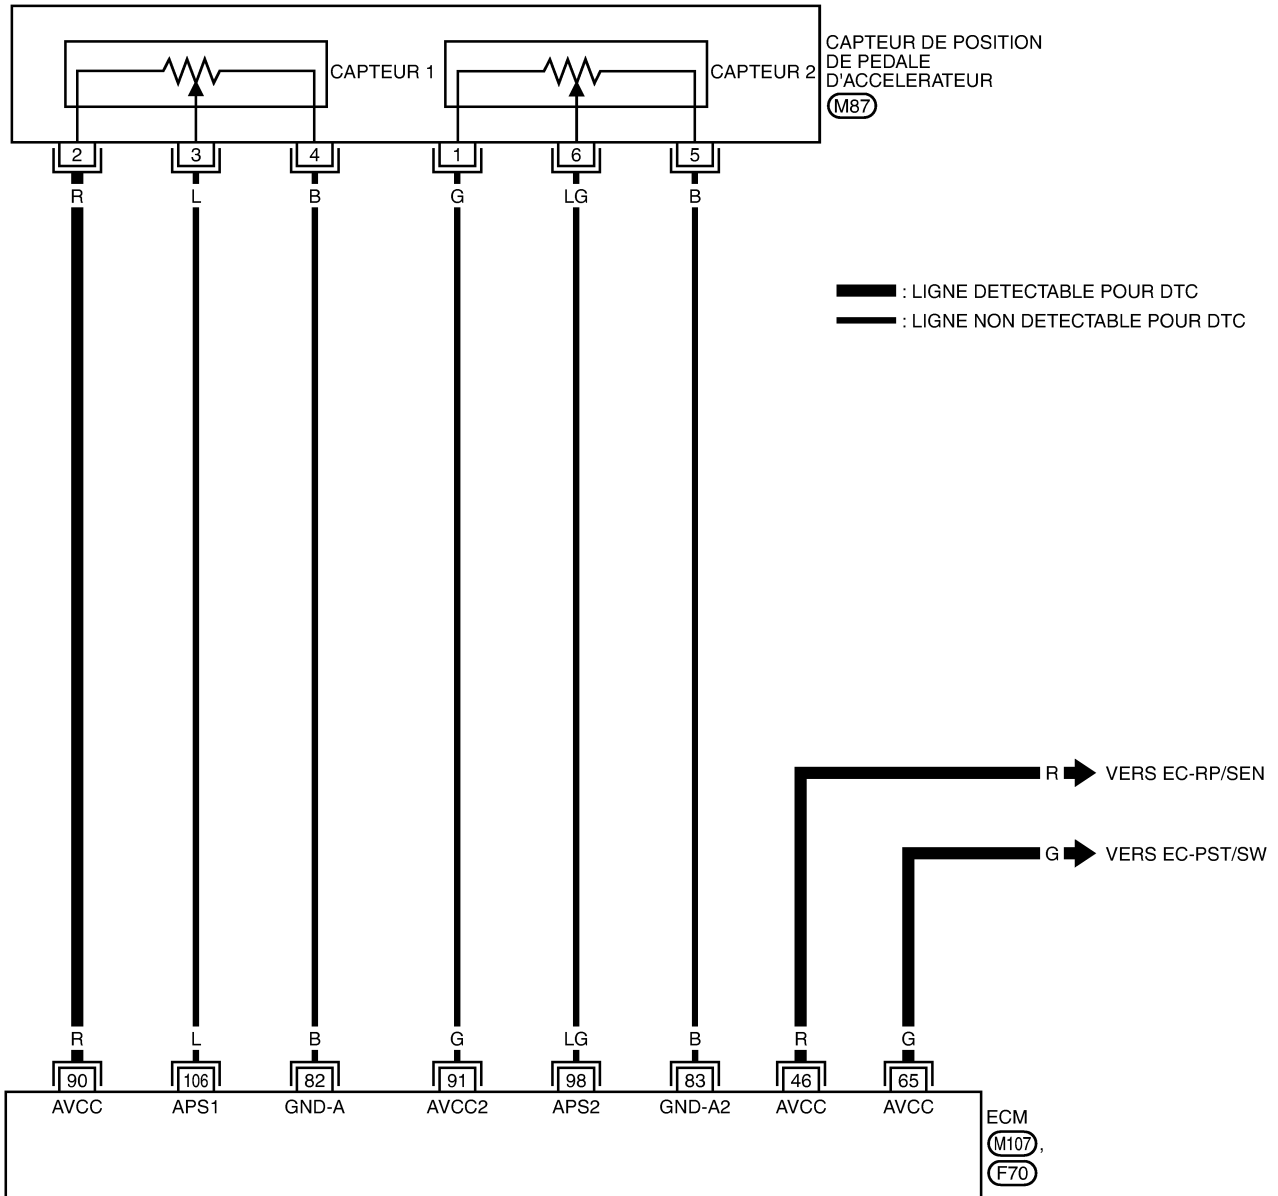 CAPTEUR 1
CAPTEUR 2
CAPTEUR DE POSITION
DE PEDALE
D'ACCELERATEUR
M87
2 3 4 1 6 5
R L B G LG B
: LIGNE DETECTABLE POUR DTC
: LIGNE NON DETECTABLE POUR DTC
R VERS EC-RP/SEN
G VERS EC-PST/SW
R L B G LG B R G
90 106 82 91 98 83 46 65
AVCC APS1 GND-A AVCC2 APS2 GND-A2 AVCC AVCC
ECM
M107,
F70